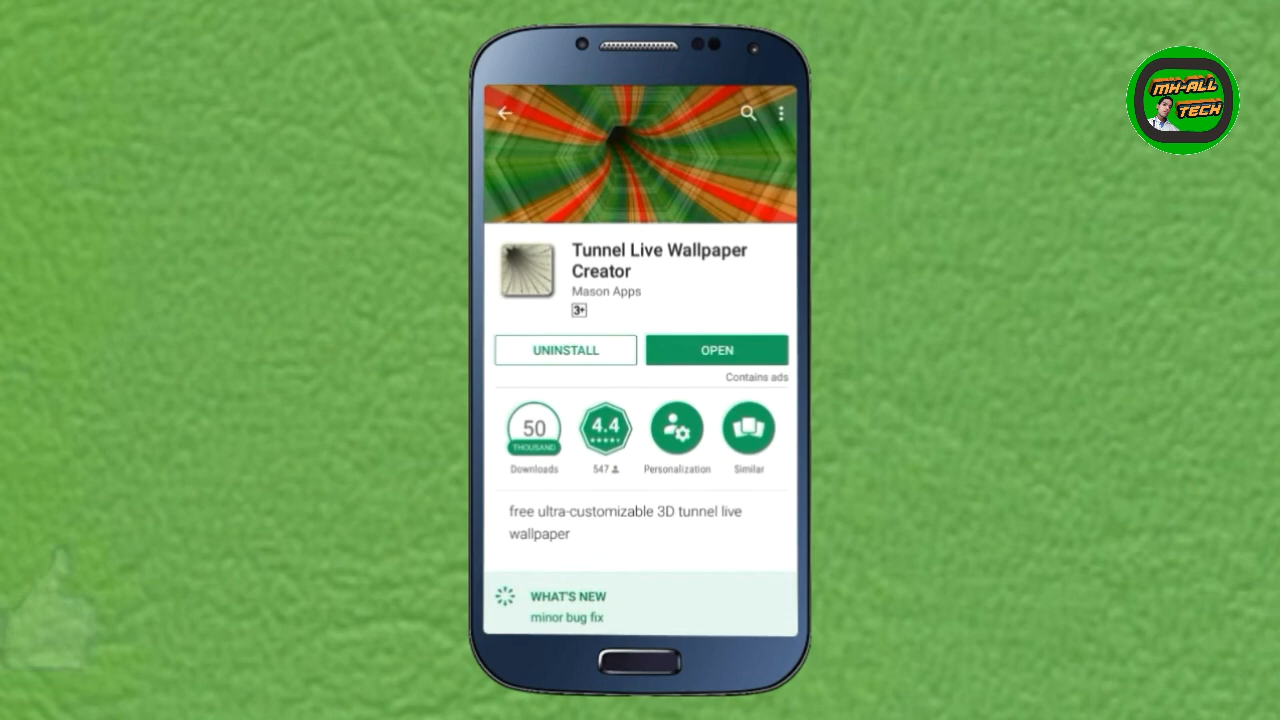 MH-ALL
TECH
Tunnel Live Wallpaper
Creator
Mason Apps
3+
UNINSTALL
OPEN
Contains ads
50
THOUSAND
Downloads
4.4
547
Personalization
Similar
free ultra-customizable 3D tunnel live
wallpaper
WHAT'S NEW
minor bug fix